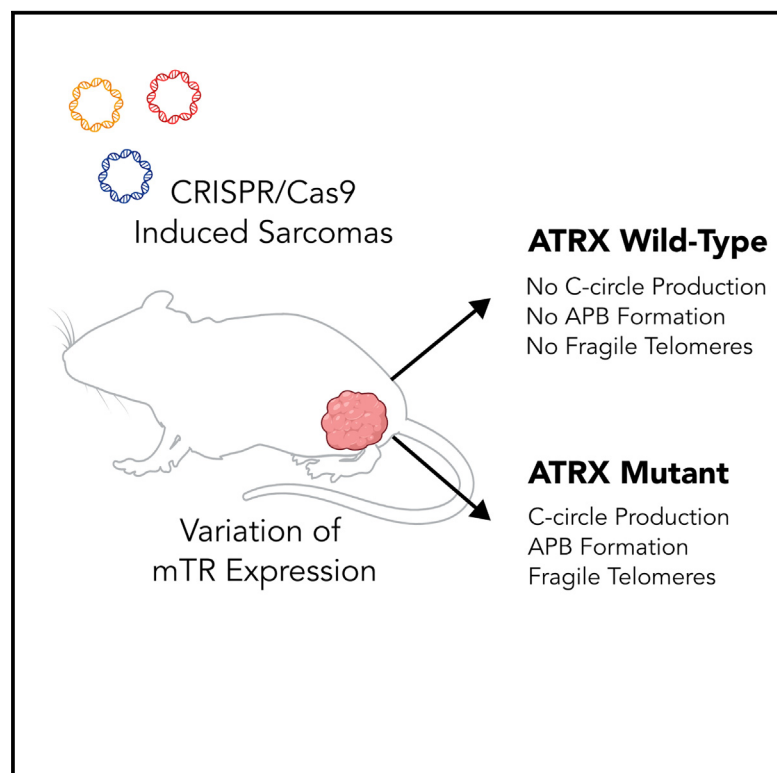 CRISPR/Cas9
Induced Sarcomas
ATRX Wild-Type
No C-circle Production
No APB Formation
No Fragile Telomeres
ATRX Mutant
C-circle Production
APB Formation
Fragile Telomeres
Variation of
mTR Expression